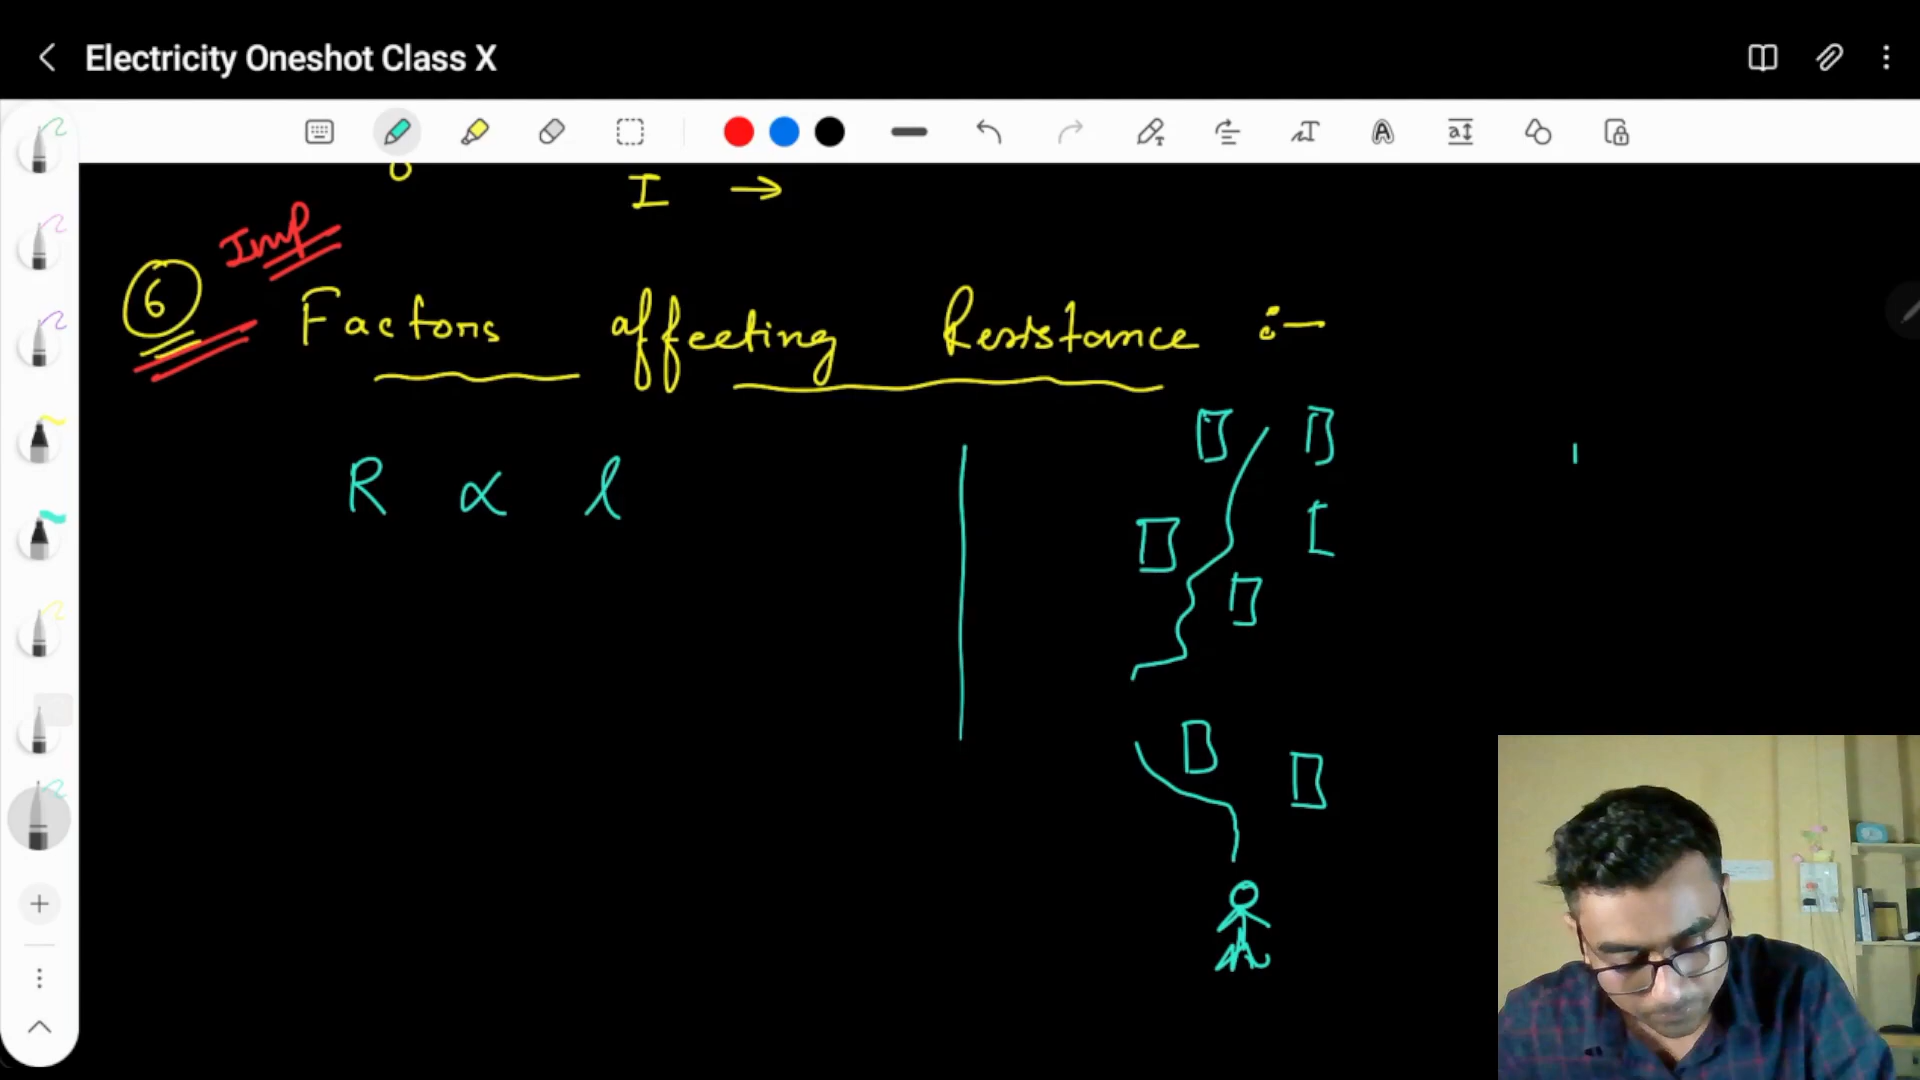 Electricity Oneshot Class X
I →
6 Imp
Factors affecting Resistance :-
R ∝ l